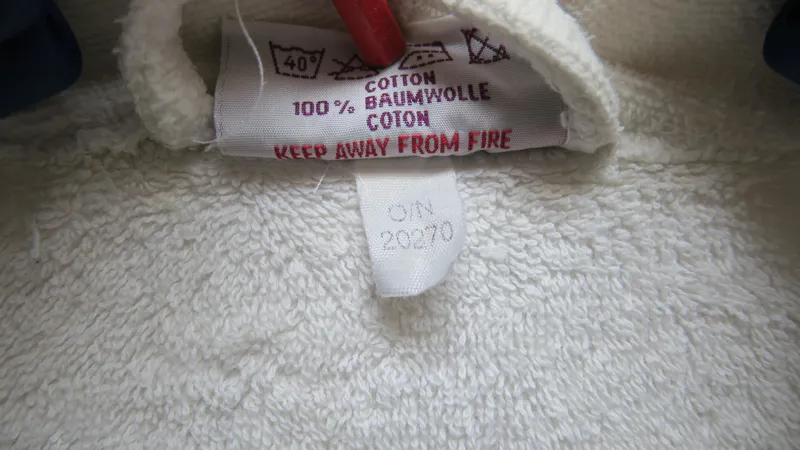 40°
COTTON
100 % BAUMWOLLE
COTON
KEEP AWAY FROM FIRE
O/N
20270